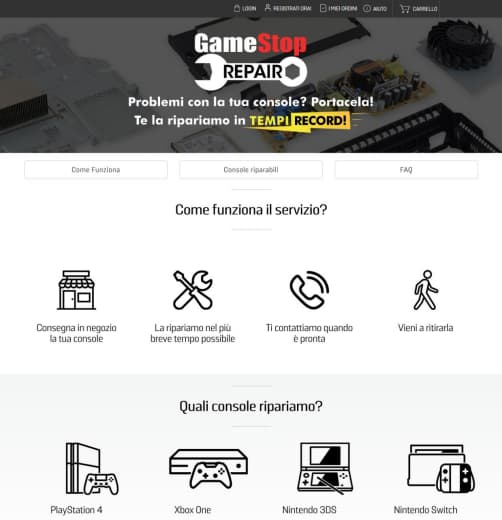 LOGIN REGISTRATI ORA! I MIEI ORDINI AIUTO CARRELLO
GameStop
REPAIR
Problemi con la tua console? Portacela!
Te la ripariamo in TEMPI RECORD!
Come Funziona Console riparabili FAQ
Come funziona il servizio?
Consegna in negozio La ripariamo nel più Ti contattiamo quando Vieni a ritirarla
la tua console breve tempo possibile è pronta
Quali console ripariamo?
PlayStation 4 Xbox One Nintendo 3DS Nintendo Switch